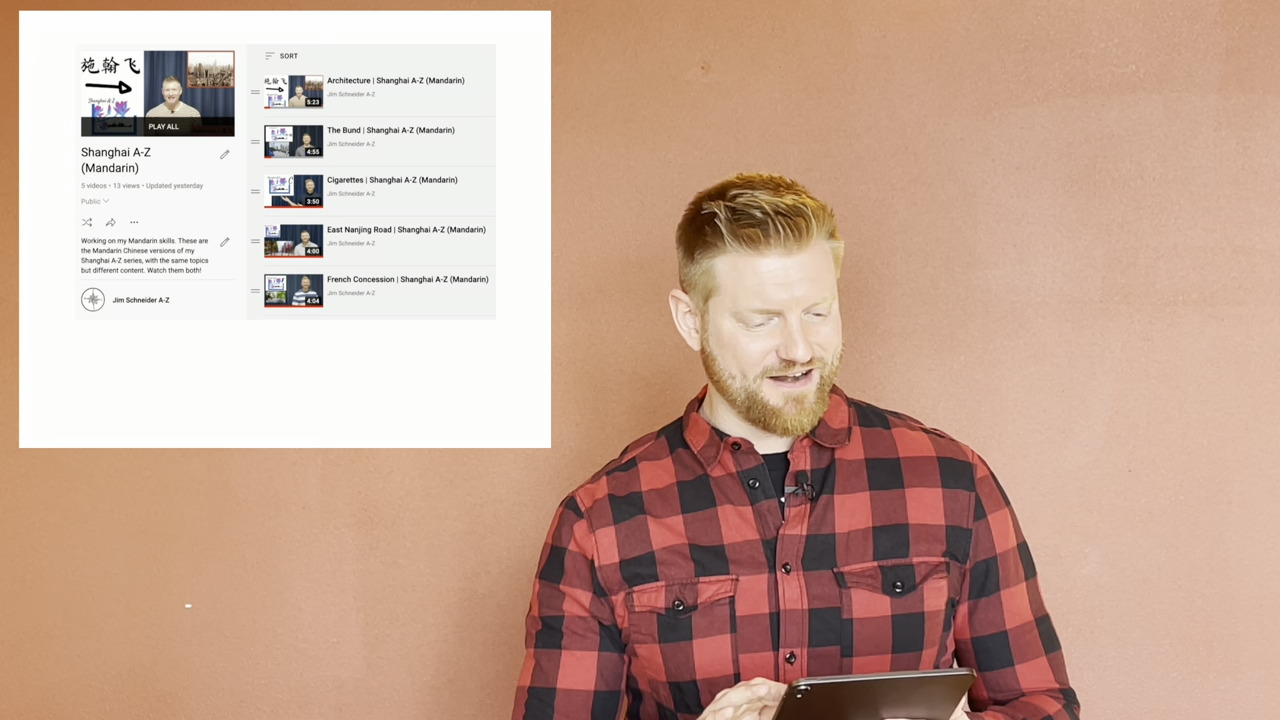 施翰飞
Shanghai A-Z
PLAY ALL
Shanghai A-Z
(Mandarin)
5 videos • 13 views • Updated yesterday
Public
Working on my Mandarin skills. These are
the Mandarin Chinese versions of my
Shanghai A-Z series, with the same topics
but different content. Watch them both!
Jim Schneider A-Z
SORT
施翰飞
5:23
Architecture | Shanghai A-Z (Mandarin)
Jim Schneider A-Z
4:55
The Bund | Shanghai A-Z (Mandarin)
Jim Schneider A-Z
3:50
Cigarettes | Shanghai A-Z (Mandarin)
Jim Schneider A-Z
4:00
East Nanjing Road | Shanghai A-Z (Mandarin)
Jim Schneider A-Z
4:04
French Concession | Shanghai A-Z (Mandarin)
Jim Schneider A-Z